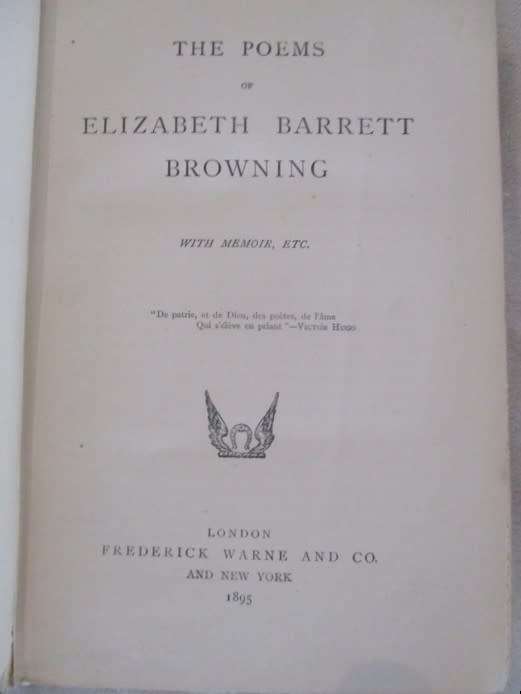 THE POEMS
OF
ELIZABETH BARRETT
BROWNING
WITH MEMOIR, ETC.
"De patrie, et de Dieu, des poëtes, de l'âme
Qui s'élève en priant"—VICTOR HUGO
LONDON
FREDERICK WARNE AND CO.
AND NEW YORK
1895